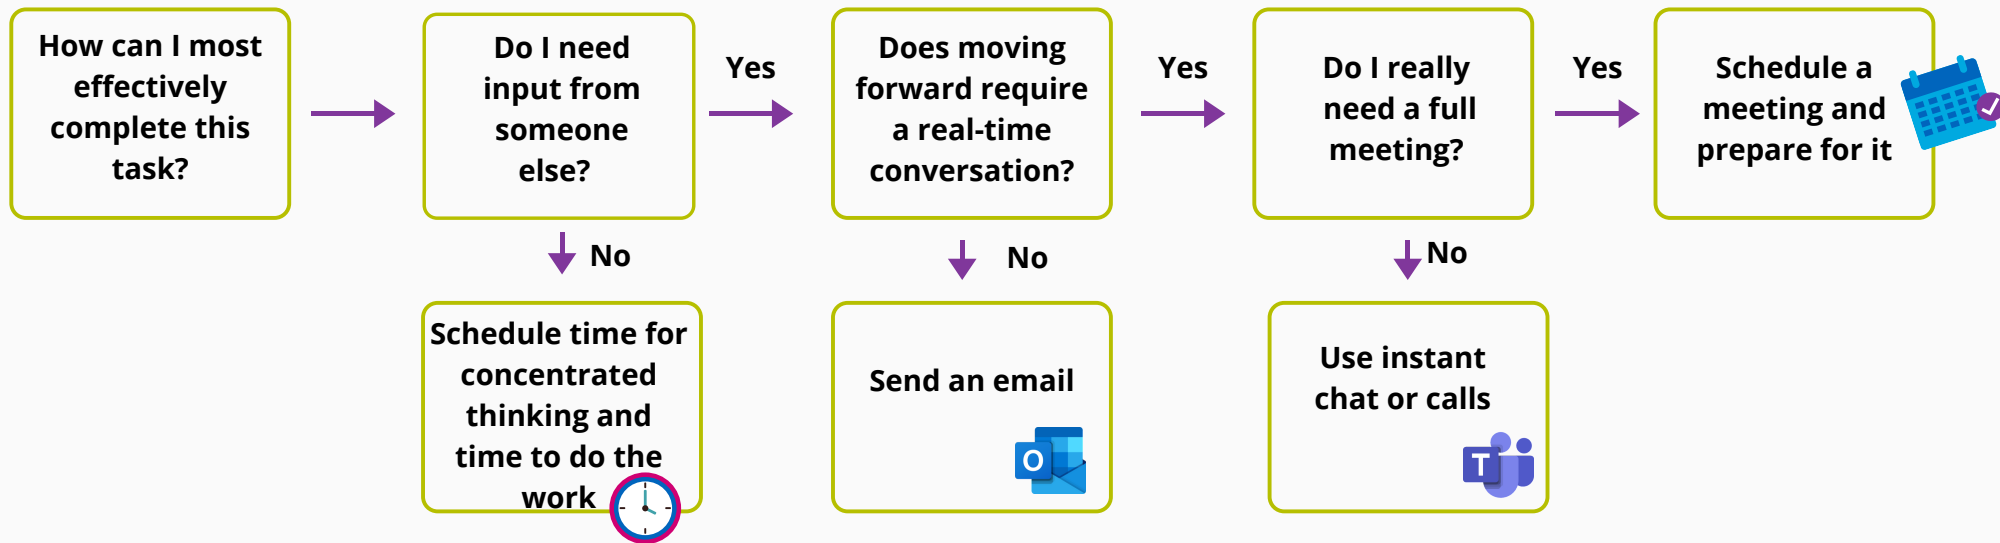 How can I most
effectively
complete this
task?
Do I need
input from
someone
else?
Yes
Does moving
forward require
a real-time
conversation?
Yes
Do I really
need a full
meeting?
Yes
Schedule a
meeting and
prepare for it
No
No
No
Schedule time for
concentrated
thinking and
time to do the
work
Send an email
O
Use instant
chat or calls
T